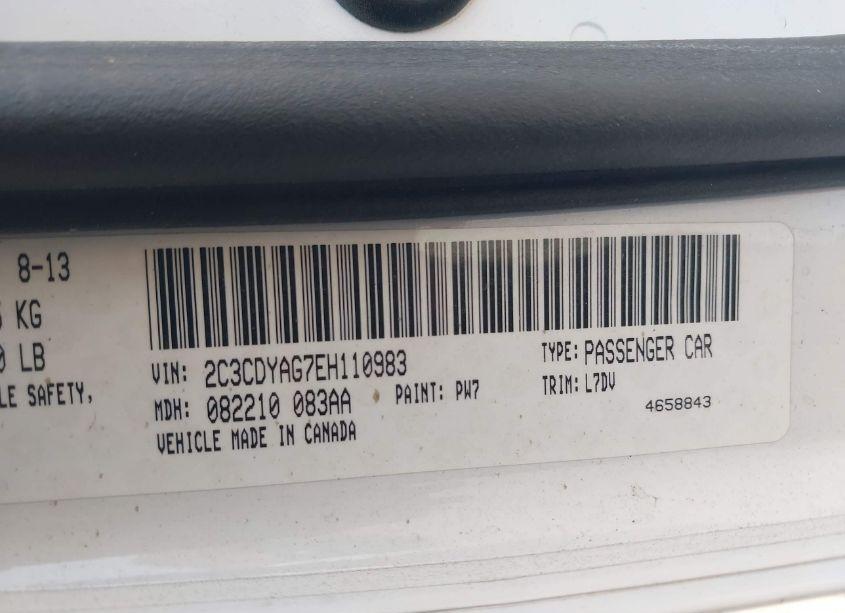 8-13
KG
LB
LE SAFETY,
VIN: 2C3CDYAG7EH110983
TYPE: PASSENGER CAR
MDH: 082210 083AA
PAINT: PW7
TRIM: L7DV
VEHICLE MADE IN CANADA
4658843